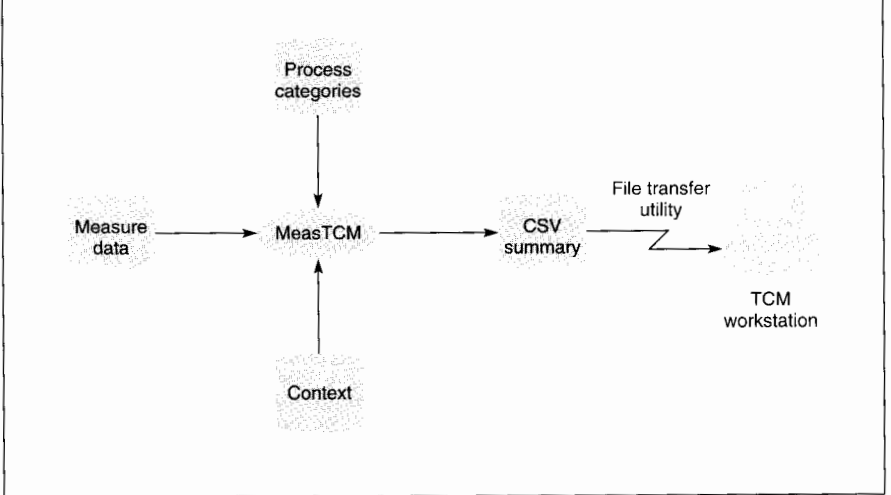 Process
categories
File transfer
utility
Measure
data
MeasTCM
CSV
summary
TCM
workstation
Context